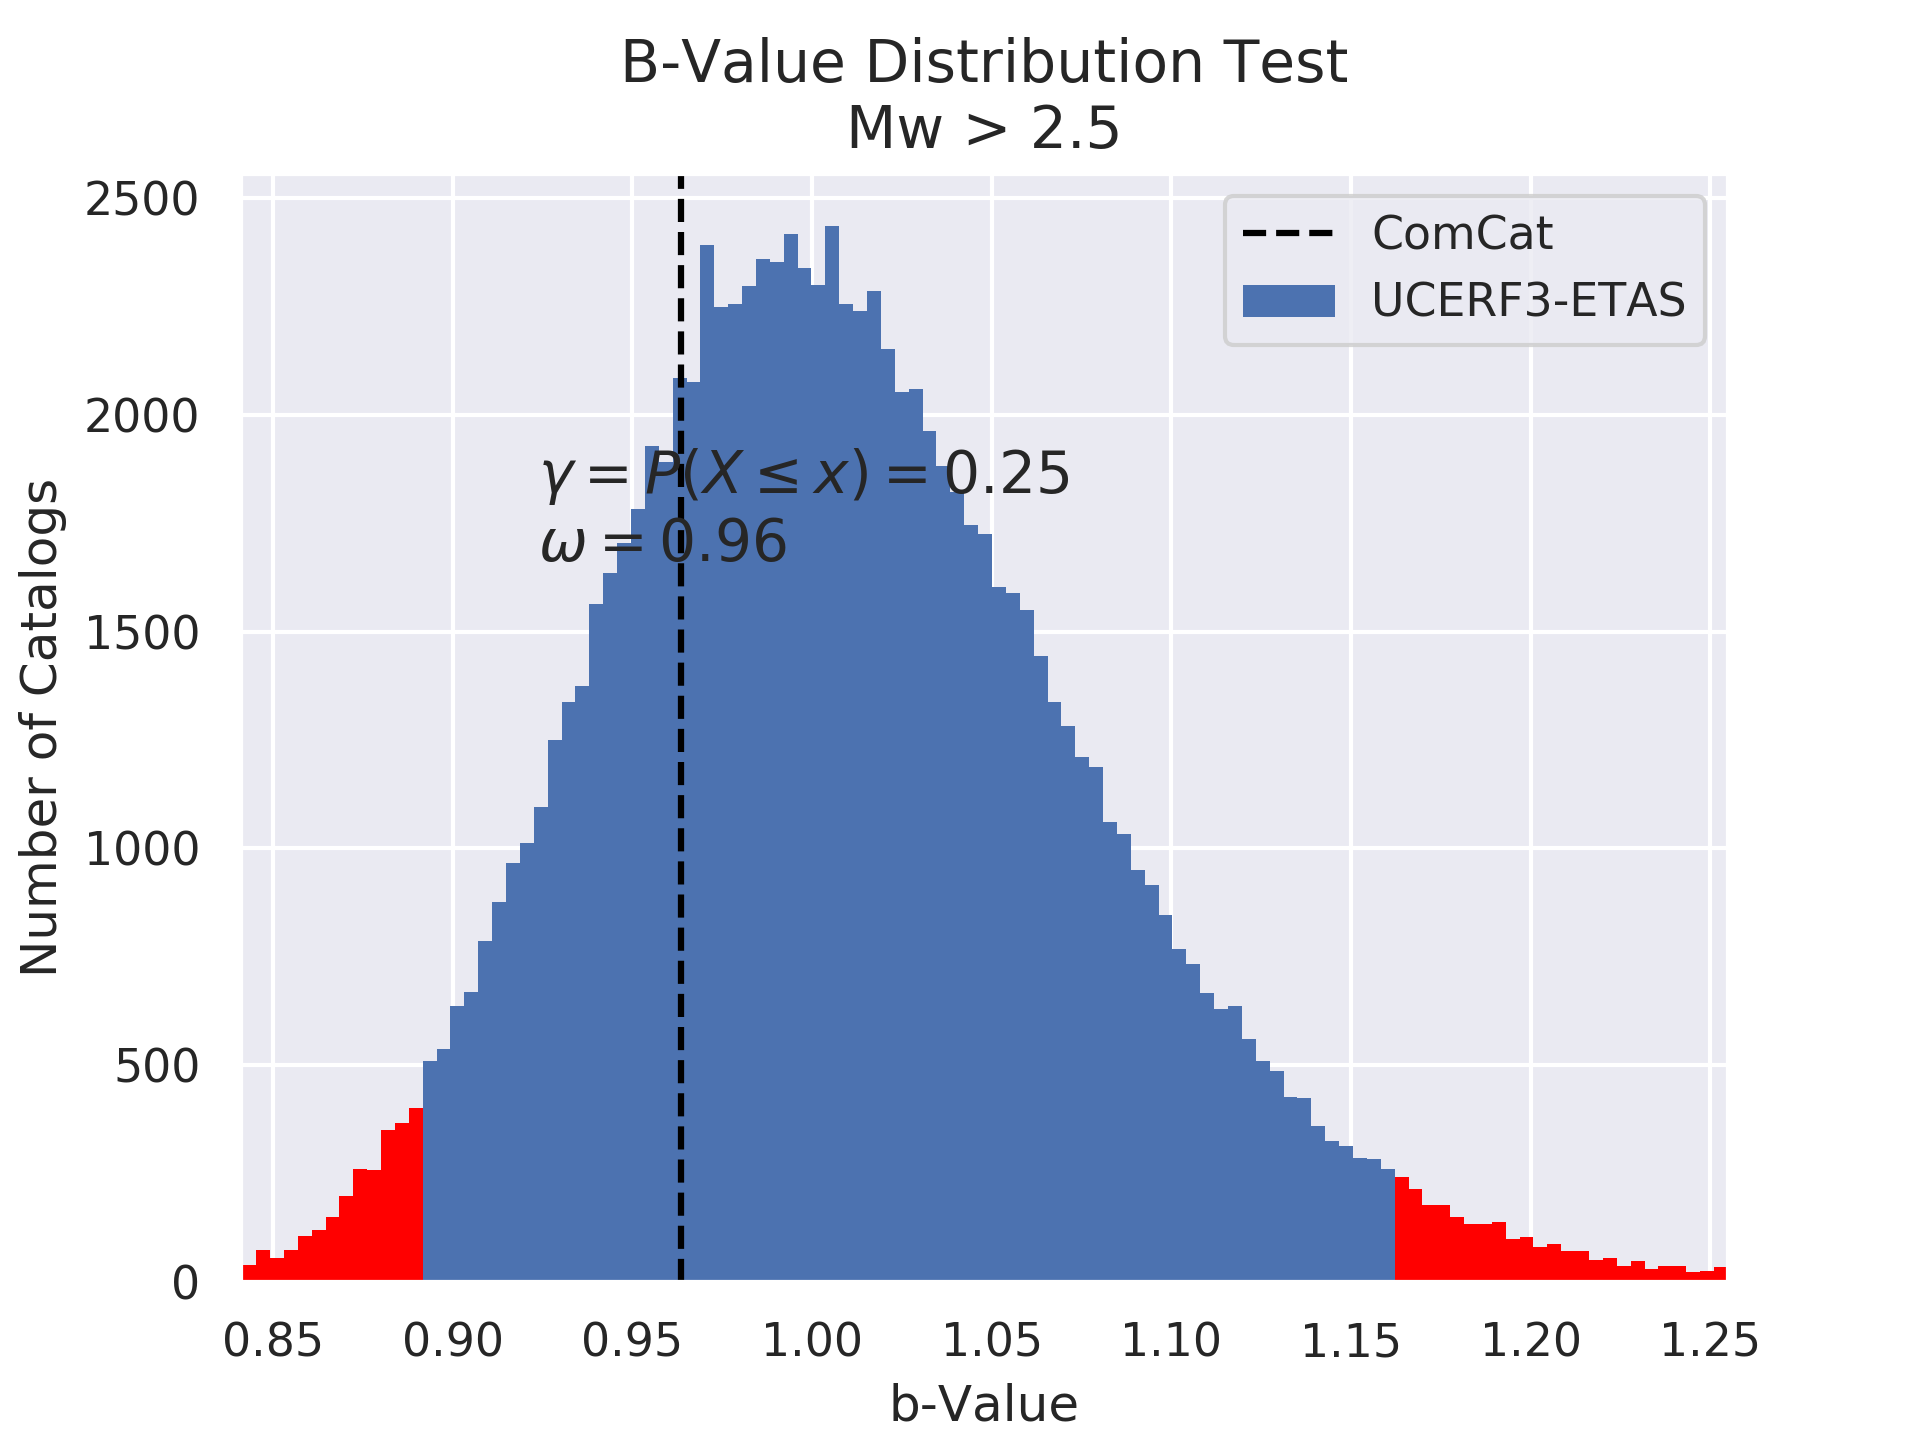 B-Value Distribution Test
Mw > 2.5
2500
2000
1500
1000
500
0
Number of Catalogs
ComCat
UCERF3-ETAS
γ = P(X ≤ x) = 0.25
ω = 0.96
0.85 0.90 0.95 1.00 1.05 1.10 1.15 1.20 1.25
b-Value